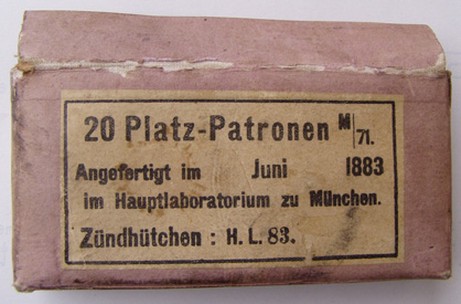 20 Platz-Patronen M/71.
Angefertigt im Juni 1883
im Hauptlaboratorium zu München.
Zündhütchen : H. L. 83.